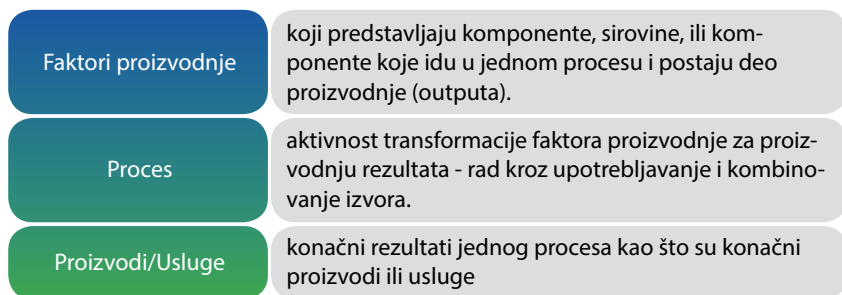 Faktori proizvodnje
koji predstavljaju komponente, sirovine, ili kom-
ponente koje idu u jednom procesu i postaju deo
proizvodnje (outputa).
Proces
aktivnost transformacije faktora proizvodnje za proiz-
vodnju rezultata - rad kroz upotrebljavanje i kombino-
vanje izvora.
Proizvodi/Usluge
konačni rezultati jednog procesa kao što su konačni
proizvodi ili usluge